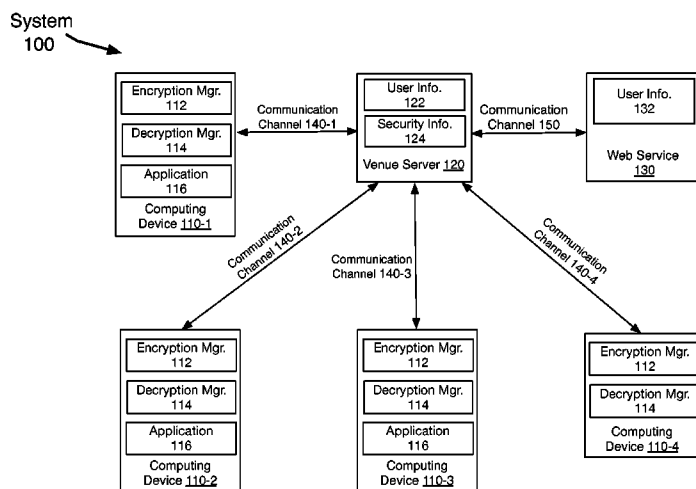 System
100
Encryption Mgr.
112
Decryption Mgr.
114
Application
116
Computing
Device 110-1
Communication
Channel 140-1
User Info.
122
Security Info.
124
Venue Server 120
Communication
Channel 150
User Info.
132
Web Service
130
Communication
Channel 140-2
Communication
Channel 140-3
Communication
Channel 140-4
Encryption Mgr.
112
Decryption Mgr.
114
Application
116
Computing
Device 110-2
Encryption Mgr.
112
Decryption Mgr.
114
Application
116
Computing
Device 110-3
Encryption Mgr.
112
Decryption Mgr.
114
Computing
Device 110-4